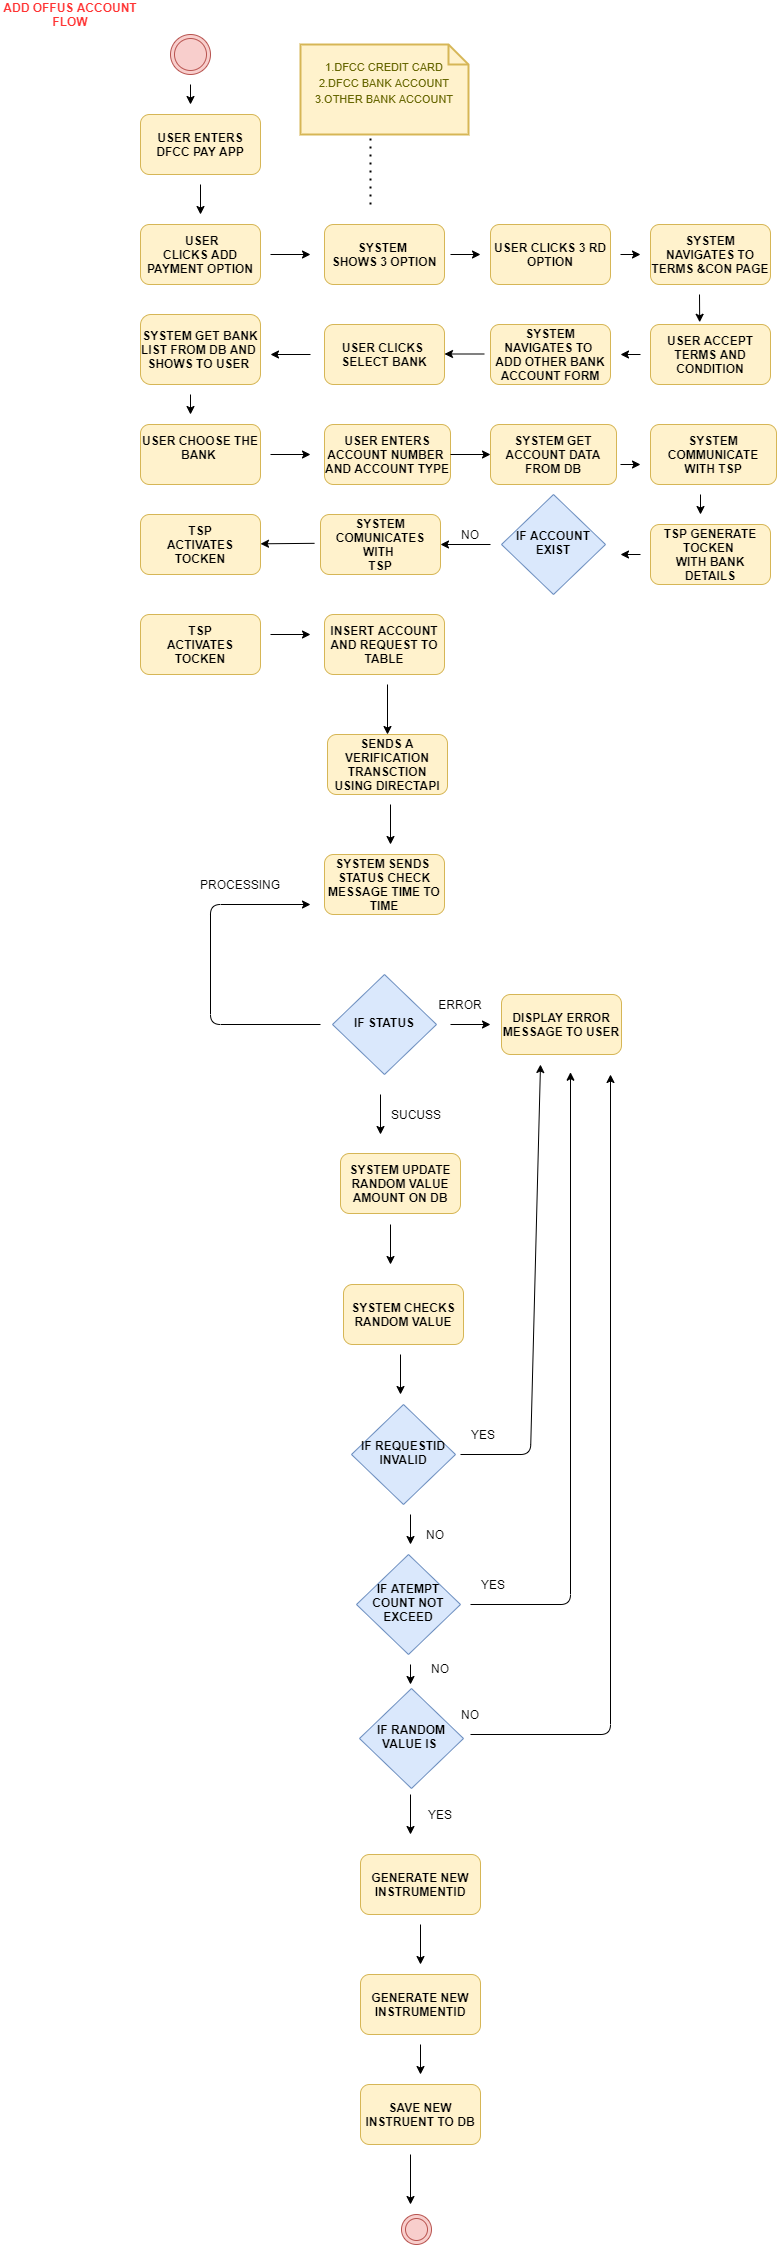 ADD OFFUS ACCOUNT
FLOW
1.DFCC CREDIT CARD
2.DFCC BANK ACCOUNT
3.OTHER BANK ACCOUNT
USER ENTERS
DFCC PAY APP
USER
CLICKS ADD
PAYMENT OPTION
SYSTEM
SHOWS 3 OPTION
USER CLICKS 3 RD
OPTION
SYSTEM
NAVIGATES TO
TERMS &CON PAGE
USER ACCEPT
TERMS AND
CONDITION
SYSTEM
NAVIGATES TO
ADD OTHER BANK
ACCOUNT FORM
USER CLICKS
SELECT BANK
SYSTEM GET BANK
LIST FROM DB AND
SHOWS TO USER
USER CHOOSE THE
BANK
USER ENTERS
ACCOUNT NUMBER
AND ACCOUNT TYPE
SYSTEM GET
ACCOUNT DATA
FROM DB
SYSTEM
COMMUNICATE
WITH TSP
TSP GENERATE
TOCKEN
WITH BANK
DETAILS
IF ACCOUNT
EXIST
NO
SYSTEM
COMUNICATES
WITH
TSP
TSP
ACTIVATES
TOCKEN
TSP
ACTIVATES
TOCKEN
INSERT ACCOUNT
AND REQUEST TO
TABLE
SENDS A
VERIFICATION
TRANSCTION
USING DIRECTAPI
SYSTEM SENDS
STATUS CHECK
MESSAGE TIME TO
TIME
PROCESSING
IF STATUS
ERROR
DISPLAY ERROR
MESSAGE TO USER
SUCUSS
SYSTEM UPDATE
RANDOM VALUE
AMOUNT ON DB
SYSTEM CHECKS
RANDOM VALUE
IF REQUESTID
INVALID
YES
NO
IF ATEMPT
COUNT NOT
EXCEED
YES
NO
IF RANDOM
VALUE IS
NO
YES
GENERATE NEW
INSTRUMENTID
GENERATE NEW
INSTRUMENTID
SAVE NEW
INSTRUENT TO DB